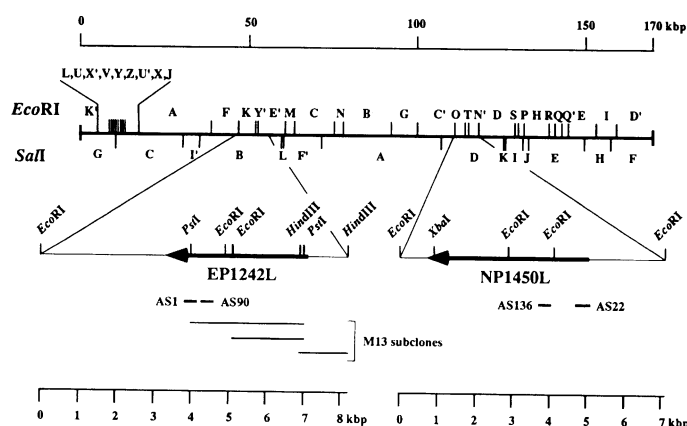 0 50 100 150 170 kbp
L,U,X',V,Y,Z,U',X,J
EcoRI K' A F K Y' E' M C N B A G C' O T N' D S P H R Q Q' E I D'
SalI G C I' B L F' A D K I J E H F
EcoRI PstI EcoRI EcoRI HindIII PstI HindIII EcoRI XbaI EcoRI EcoRI EcoRI
EP1242L NP1450L
AS1 AS90 AS136 AS22
M13 subclones
0 1 2 3 4 5 6 7 8 kbp 0 1 2 3 4 5 6 7 kbp